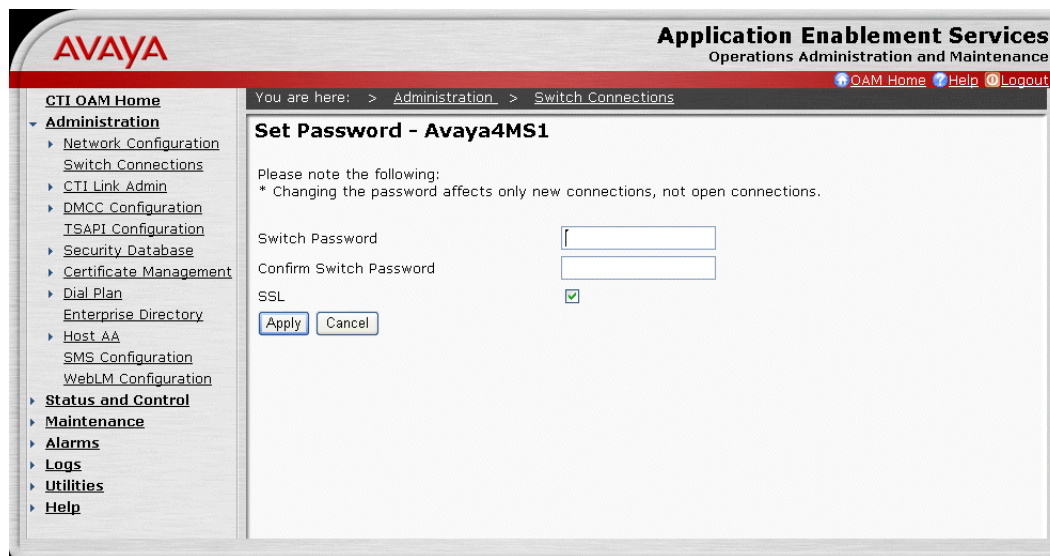 AVAYA
Application Enablement Services
Operations Administration and Maintenance
OAM Home ?Help Logout
CTI OAM Home
Administration
Network Configuration
Switch Connections
CTI Link Admin
DMCC Configuration
TSAPI Configuration
Security Database
Certificate Management
Dial Plan
Enterprise Directory
Host AA
SMS Configuration
WebLM Configuration
Status and Control
Maintenance
Alarms
Logs
Utilities
Help
You are here: > Administration > Switch Connections
Set Password - Avaya4MS1
Please note the following:
* Changing the password affects only new connections, not open connections.
Switch Password
Confirm Switch Password
SSL
Apply Cancel